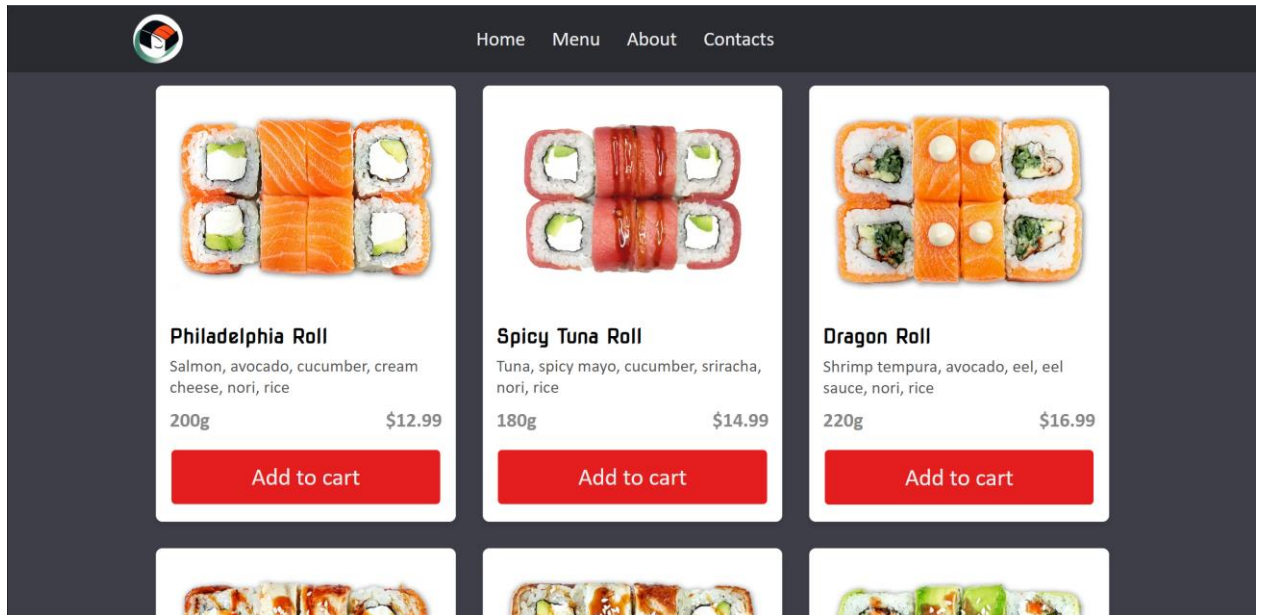 Home Menu About Contacts
Philadelphia Roll
Salmon, avocado, cucumber, cream
cheese, nori, rice
200g $12.99
Add to cart
Spicy Tuna Roll
Tuna, spicy mayo, cucumber, sriracha,
nori, rice
180g $14.99
Add to cart
Dragon Roll
Shrimp tempura, avocado, eel, eel
sauce, nori, rice
220g $16.99
Add to cart